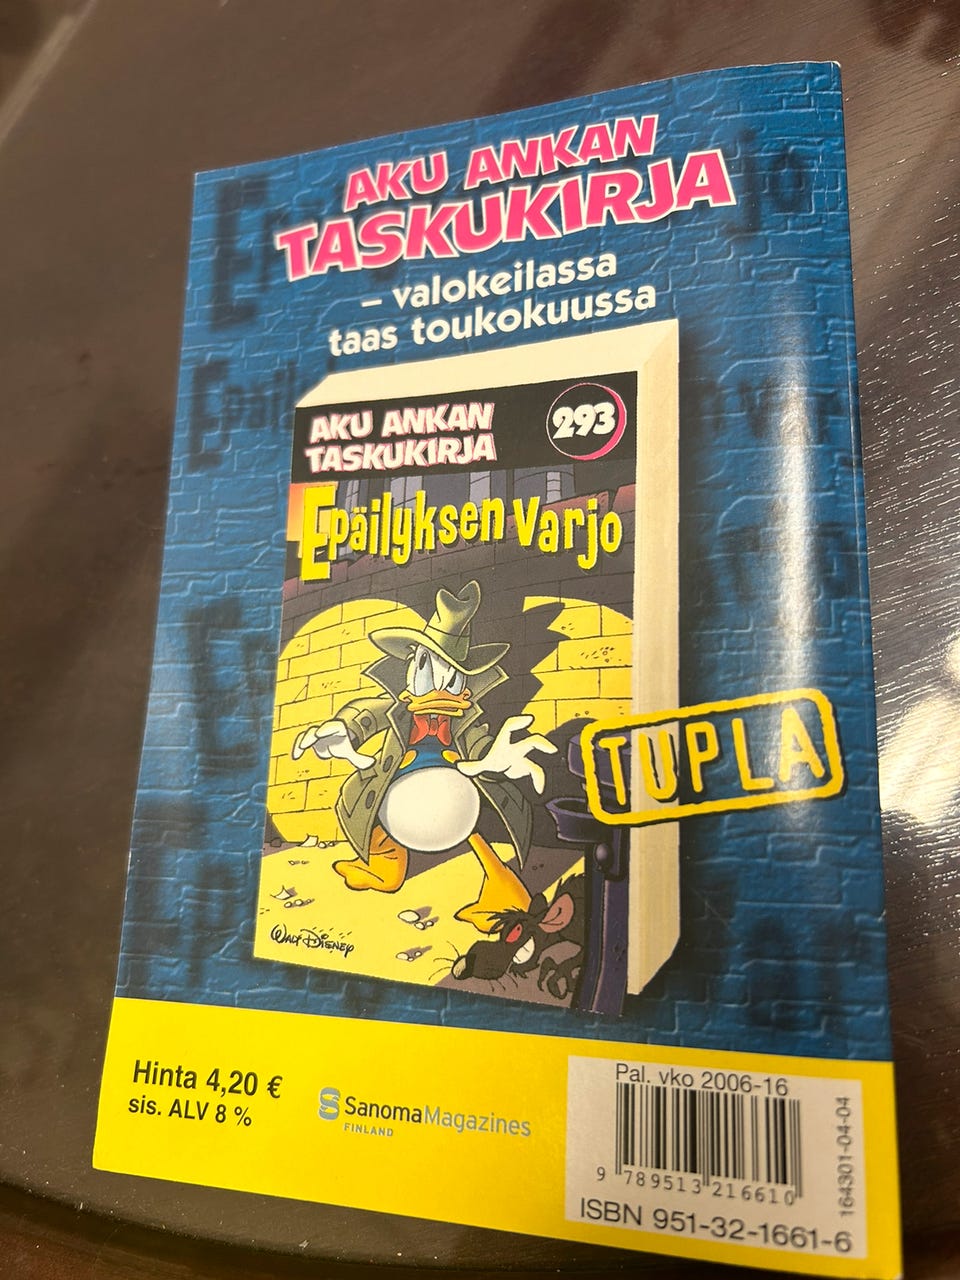 AKU ANKAN
TASKUKIRJA
– valokeilassa
taas toukokuussa
AKU ANKAN
TASKUKIRJA
293
Epäilyksen varjo
TUPLA
WALT DISNEY
Hinta 4,20 €
sis. ALV 8 %
SanomaMagazines
FINLAND
Pal. vko 2006-16
9 789513 216610
ISBN 951-32-1661-6
164301-04-04